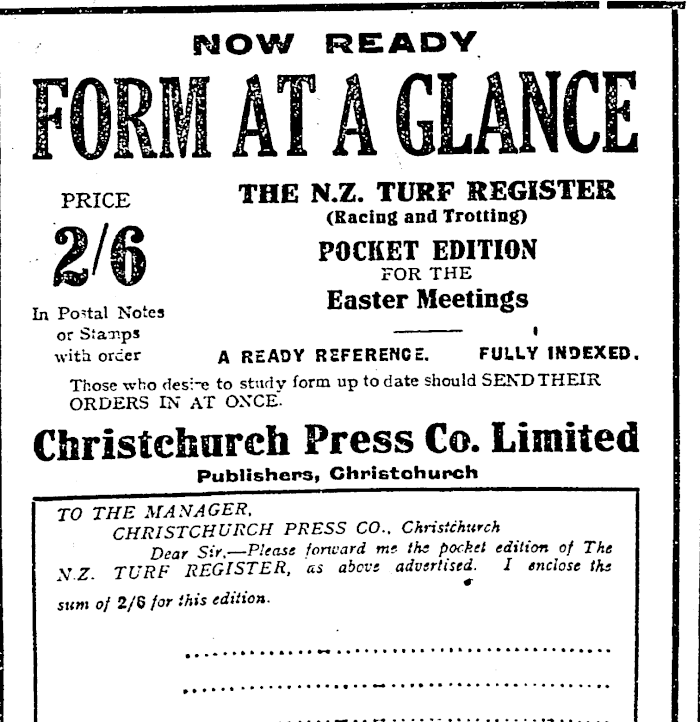 NOW READY
FORM AT A GLANCE
PRICE
2/6
In Postal Notes
or Stamps
with order
THE N.Z. TURF REGISTER
(Racing and Trotting)
POCKET EDITION
FOR THE
Easter Meetings
A READY REFERENCE. FULLY INDEXED.
Those who desire to study form up to date should SEND THEIR
ORDERS IN AT ONCE.
Christchurch Press Co. Limited
Publishers, Christchurch
TO THE MANAGER,
CHRISTCHURCH PRESS CO., Christchurch
Dear Sir,—Please forward me the pocket edition of The
N.Z. TURF REGISTER, as above advertised. I enclose the
sum of 2/6 for this edition.